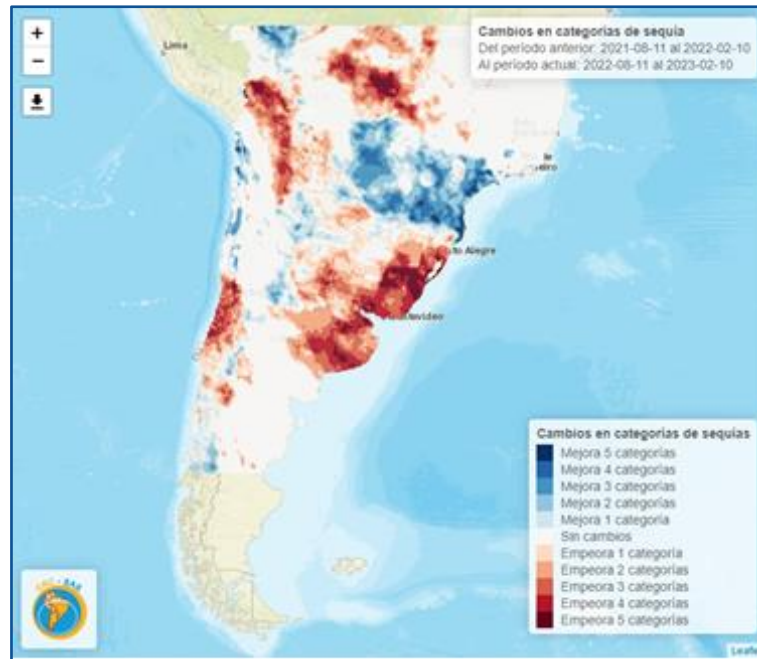 +
−
Lima
Cambios en categorías de sequía
Del período anterior: 2021-08-11 al 2022-02-10
Al período actual: 2022-08-11 al 2023-02-10
Alegre
Cambios en categorías de sequías
Mejora 5 categorías
Mejora 4 categorías
Mejora 3 categorías
Mejora 2 categorías
Mejora 1 categoría
Sin cambios
Empeora 1 categoría
Empeora 2 categorías
Empeora 3 categorías
Empeora 4 categorías
Empeora 5 categorías